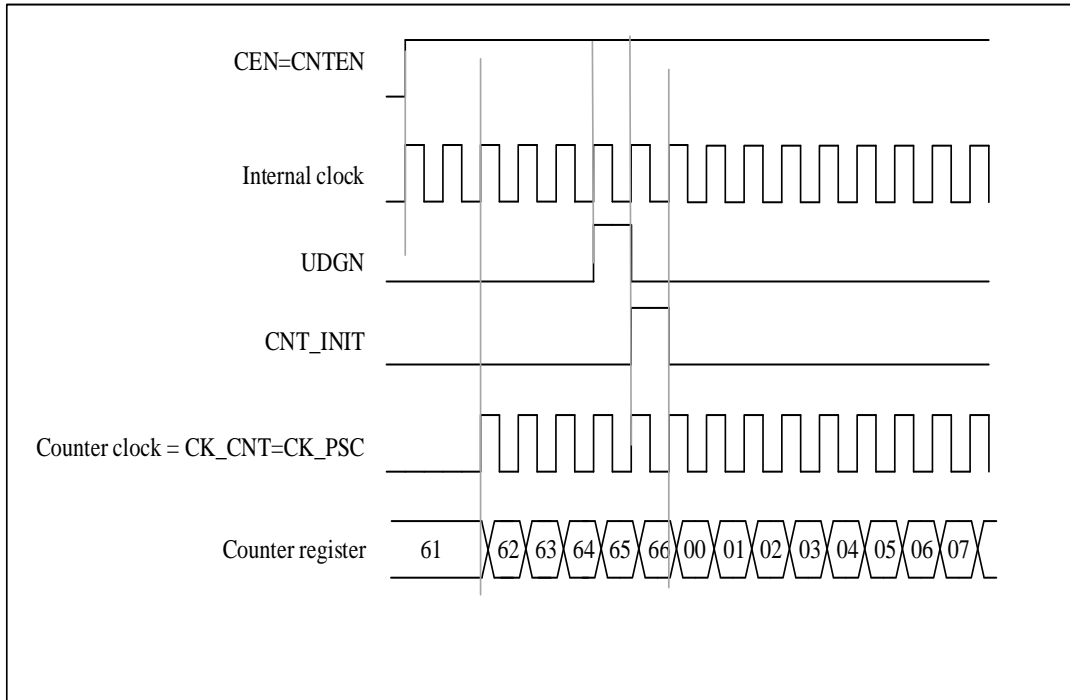 CEN=CNTEN
Internal clock
UDGN
CNT_INIT
Counter clock = CK_CNT=CK_PSC
Counter register 61 62 63 64 65 66 00 01 02 03 04 05 06 07